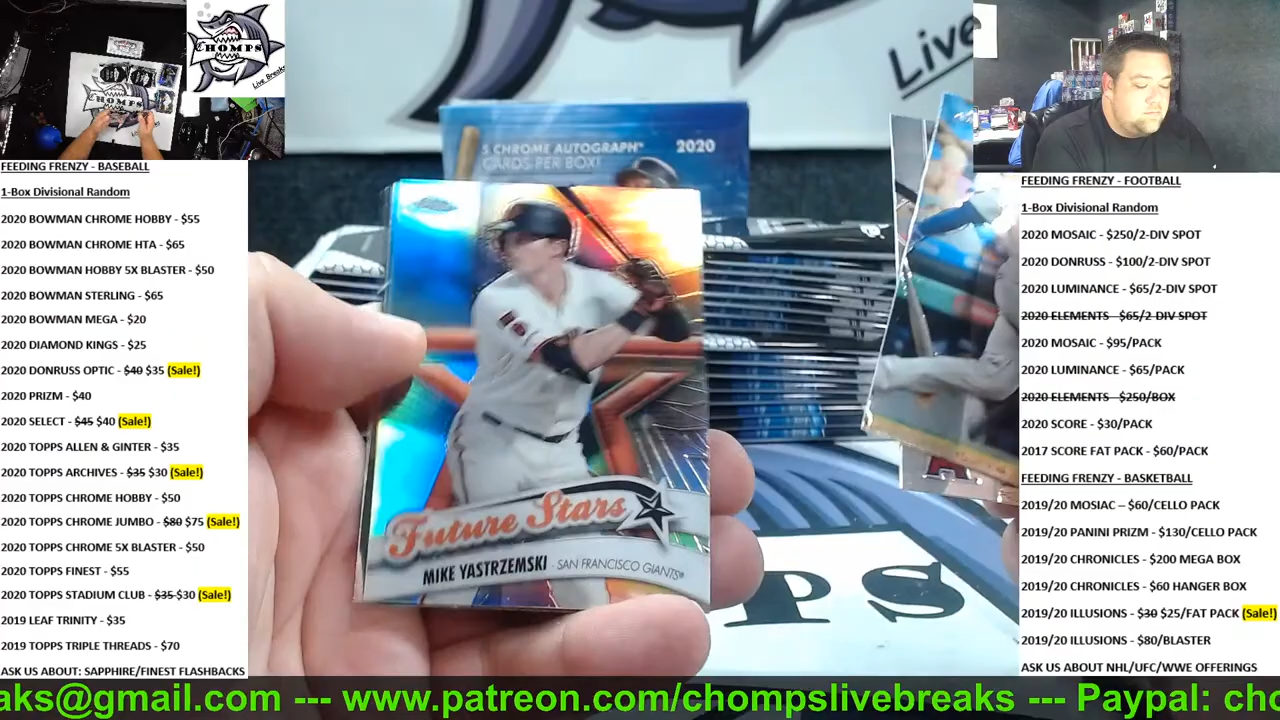 CHOMPS
Live Breaks
CHOMPS
Live
5 CHROME AUTOGRAPH
CARDS PER BOX!
2020
Future Stars
MIKE YASTRZEMSKI - SAN FRANCISCO GIANTS®
PS
FEEDING FRENZY - BASEBALL
1-Box Divisional Random
2020 BOWMAN CHROME HOBBY - $55
2020 BOWMAN CHROME HTA - $65
2020 BOWMAN HOBBY 5X BLASTER - $50
2020 BOWMAN STERLING - $65
2020 BOWMAN MEGA - $20
2020 DIAMOND KINGS - $25
2020 DONRUSS OPTIC - $40 $35 (Sale!)
2020 PRIZM - $40
2020 SELECT - $45 $40 (Sale!)
2020 TOPPS ALLEN & GINTER - $35
2020 TOPPS ARCHIVES - $35 $30 (Sale!)
2020 TOPPS CHROME HOBBY - $50
2020 TOPPS CHROME JUMBO - $80 $75 (Sale!)
2020 TOPPS CHROME 5X BLASTER - $50
2020 TOPPS FINEST - $55
2020 TOPPS STADIUM CLUB - $35 $30 (Sale!)
2019 LEAF TRINITY - $35
2019 TOPPS TRIPLE THREADS - $70
ASK US ABOUT: SAPPHIRE/FINEST FLASHBACKS
FEEDING FRENZY - FOOTBALL
1-Box Divisional Random
2020 MOSAIC - $250/2-DIV SPOT
2020 DONRUSS - $100/2-DIV SPOT
2020 LUMINANCE - $65/2-DIV SPOT
2020 ELEMENTS - $65/2-DIV SPOT
2020 MOSAIC - $95/PACK
2020 LUMINANCE - $65/PACK
2020 ELEMENTS - $250/BOX
2020 SCORE - $30/PACK
2017 SCORE FAT PACK - $60/PACK
FEEDING FRENZY - BASKETBALL
2019/20 MOSIAC – $60/CELLO PACK
2019/20 PANINI PRIZM - $130/CELLO PACK
2019/20 CHRONICLES - $200 MEGA BOX
2019/20 CHRONICLES - $60 HANGER BOX
2019/20 ILLUSIONS - $30 $25/FAT PACK (Sale!)
2019/20 ILLUSIONS - $80/BLASTER
ASK US ABOUT NHL/UFC/WWE OFFERINGS
aks@gmail.com --- www.patreon.com/chompslivebreaks --- Paypal: cho